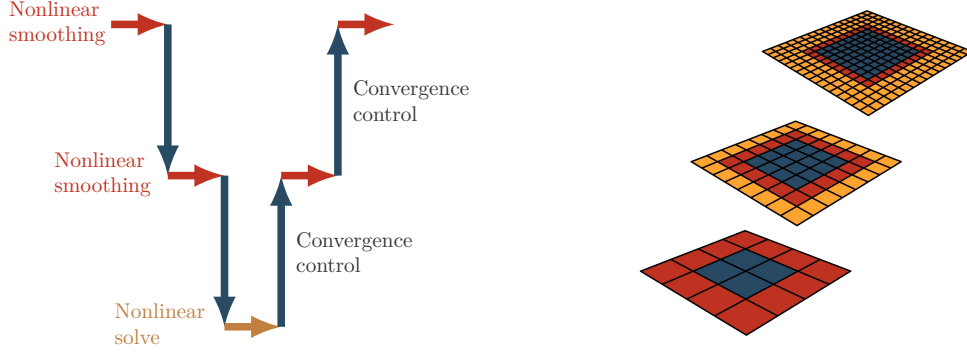 Nonlinear
smoothing
Convergence
control
Nonlinear
smoothing
Convergence
control
Nonlinear
solve